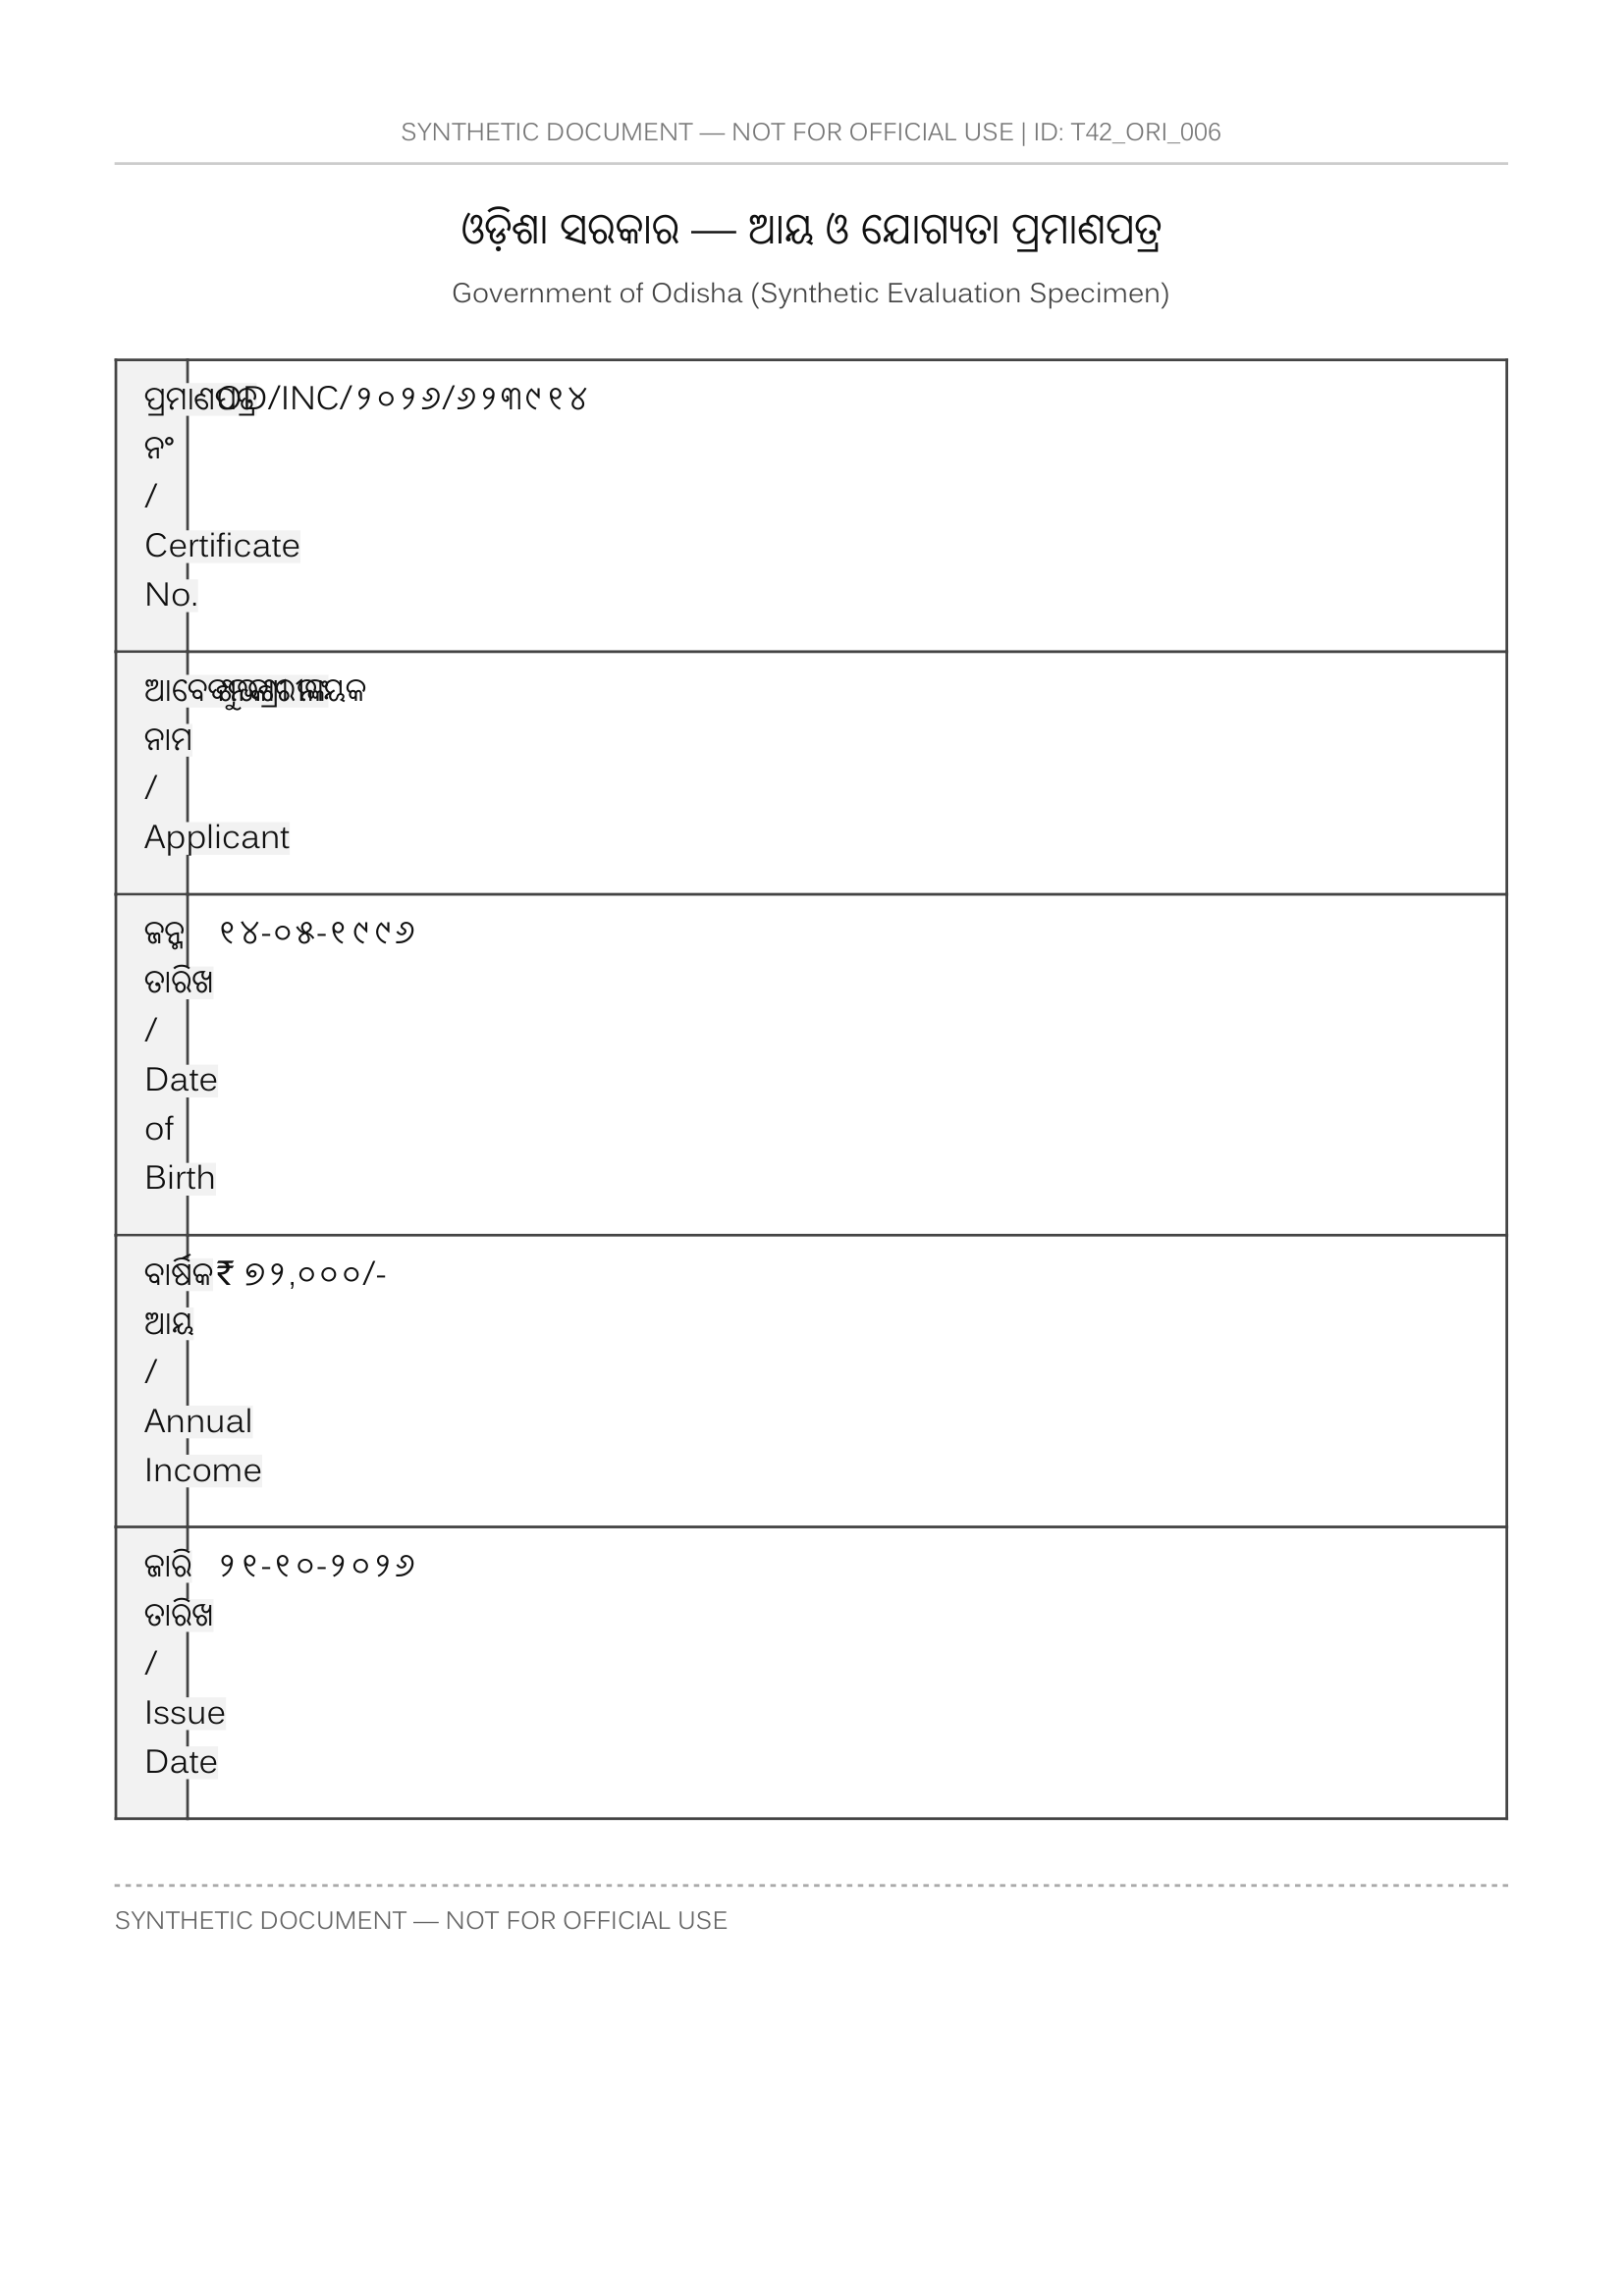 SYNTHETIC DOCUMENT — NOT FOR OFFICIAL USE | ID: T42_ORI_006
ଓଡ଼ିଶା ସରକାର — ଆୟ ଓ ଯୋଗ୍ୟତା ପ୍ରମାଣପତ୍ର
Government of Odisha (Synthetic Evaluation Specimen)
ପ୍ରମାଣପତ୍ର OD/INC/୨୦୨୬/୬୨୩୯୧୪
ନଂ
/
Certificate
No.
ଆବେଦନକାରୀଙ୍କ
ନାମ
/
Applicant
ଜନ୍ମ ୧୪-୦୫-୧୯୯୬
ତାରିଖ
/
Date
of
Birth
ବାର୍ଷିକ ₹ ୭୨,୦୦୦/-
ଆୟ
/
Annual
Income
ଜାରି ୨୧-୧୦-୨୦୨୬
ତାରିଖ
/
Issue
Date
SYNTHETIC DOCUMENT — NOT FOR OFFICIAL USE